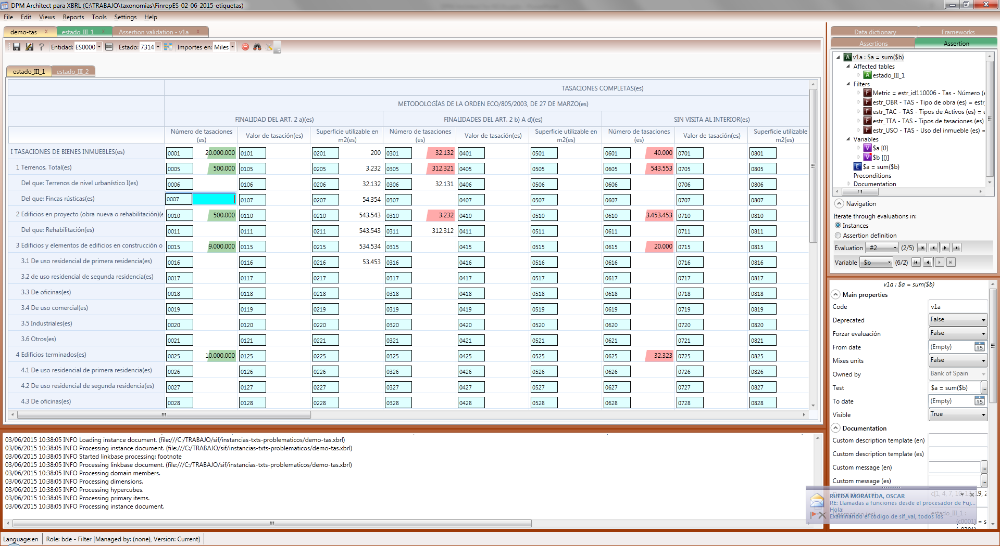 DPM Architect para XBRL (C:\TRABAJO\taxonomias\FinrepES-02-06-2015-etiquetas)
File Edit Views Reports Tools Settings Help
demo-tas x estado_III_1 x Assertion validation - v1a x
Entidad: ES0000 Estado: 7314 Importes en: Miles
estado_III_1 estado_III_2
TASACIONES COMPLETAS(es)
METODOLOGÍAS DE LA ORDEN ECO/805/2003, DE 27 DE MARZO(es)
FINALIDAD DEL ART. 2 a)(es) FINALIDADES DEL ART. 2 b) A d)(es) SIN VISITA AL INTERIOR(es)
Número de tasaciones (es) Valor de tasación(es) Superficie utilizable en m2(es) Número de tasaciones (es) Valor de tasación(es) Superficie utilizable en m2(es) Número de tasaciones (es) Valor de tasación(es) Superficie utilizable m2(es)
I TASACIONES DE BIENES INMUEBLES(es) 0001 20.000.000 0101 0201 200 0301 32.132 0401 0501 0601 40.000 0701 0801
1 Terrenos. Total(es) 0005 500.000 0105 0205 3.232 0305 312.321 0405 0505 0605 543.553 0705 0805
Del que: Terrenos de nivel urbanístico I(es) 0006 0106 0206 32.132 0306 32.131 0406 0506 0606 0706 0806
Del que: Fincas rústicas(es) 0007 0107 0207 54.354 0307 0407 0507 0607 0707 0807
2 Edificios en proyecto (obra nueva o rehabilitación)(e 0010 500.000 0110 0210 543.543 0310 3.232 0410 0510 0610 3.453.453 0710 0810
Del que: Rehabilitación(es) 0011 0111 0211 543.543 0311 312.312 0411 0511 0611 0711 0811
3 Edificios y elementos de edificios en construcción o 0015 9.000.000 0115 0215 534.534 0315 0415 0515 0615 20.000 0715 0815
3.1 De uso residencial de primera residencia(es) 0016 0116 0216 53.453 0316 0416 0516 0616 0716 0816
3.2 de uso residencial de segunda residencia(es) 0017 0117 0217 0317 0417 0517 0617 0717 0817
3.3 De oficinas(es) 0018 0118 0218 0318 0418 0518 0618 0718 0818
3.4 De uso comercial(es) 0019 0119 0219 0319 0419 0519 0619 0719 0819
3.5 Industriales(es) 0020 0120 0220 0320 0420 0520 0620 0720 0820
3.6 Otros(es) 0021 0121 0221 0321 0421 0521 0621 0721 0821
4 Edificios terminados(es) 0025 10.000.000 0125 0225 0325 0425 0525 0625 32.323 0725 0825
4.1 De uso residencial de primera residencia(es) 0026 0126 0226 0326 0426 0526 0626 0726 0826
4.2 De uso residencial de segunda residencia(es) 0027 0127 0227 0327 0427 0527 0627 0727 0827
4.3 De oficinas(es) 0028 0128 0228 0328 0428 0528 0628 0728 0828
03/06/2015 10:38:05 INFO Loading instance document. (file:///C:/TRABAJO/sif/instancias-txts-problematicos/demo-tas.xbrl)
03/06/2015 10:38:05 INFO Processing instance document. (file:///C:/TRABAJO/sif/instancias-txts-problematicos/demo-tas.xbrl)
03/06/2015 10:38:05 INFO Started linkbase processing: footnote
03/06/2015 10:38:05 INFO Processing linkbase document. (file:///C:/TRABAJO/sif/instancias-txts-problematicos/demo-tas.xbrl)
03/06/2015 10:38:05 INFO Processing domain members.
03/06/2015 10:38:05 INFO Processing dimensions.
03/06/2015 10:38:05 INFO Processing hypercubes.
03/06/2015 10:38:05 INFO Processing primary items.
03/06/2015 10:38:05 INFO Processing instance document.
Language:en Role: bde - Filter [Managed by: (none), Version: Current]
Data dictionary Frameworks
Assertions Assertion
A v1a : $a = sum($b)
Affected tables
A estado_III_1
Filters
F Metric = estr_id110006 - Tas - Número (e
F estr_OBR - TAS - Tipo de obra (es) = estr_
F estr_TAC - TAS - Tipos de Activos (es) = e
F estr_TTA - TAS - Tipos de tasaciones (es)
F estr_USO - TAS - Uso del inmueble (es) =
Variables
V $a [0]
V $b [()]
E $a = sum($b)
Preconditions
Documentation
Navigation
Iterate through evaluations in:
Instances
Assertion definition
Evaluation #2 (2/5)
Variable $b (6/2)
v1a : $a = sum($b)
Main properties
Code v1a
Deprecated False
Forzar evaluación False
From date (Empty) 15
Mixes units False
Owned by Bank of Spain
Test $a = sum($b) ...
To date (Empty) 15
Visible True
Documentation
Custom description template (en)
Custom description template (es)
Custom message (en) ...
Custom message (es) ...
RUEDA MORALEDA, OSCAR
RE: Llamadas a funciones desde el procesador de Fuj...
Hola:
Examinando el código de sif_val, todos los
estado_III_1 :
{c0001} = s